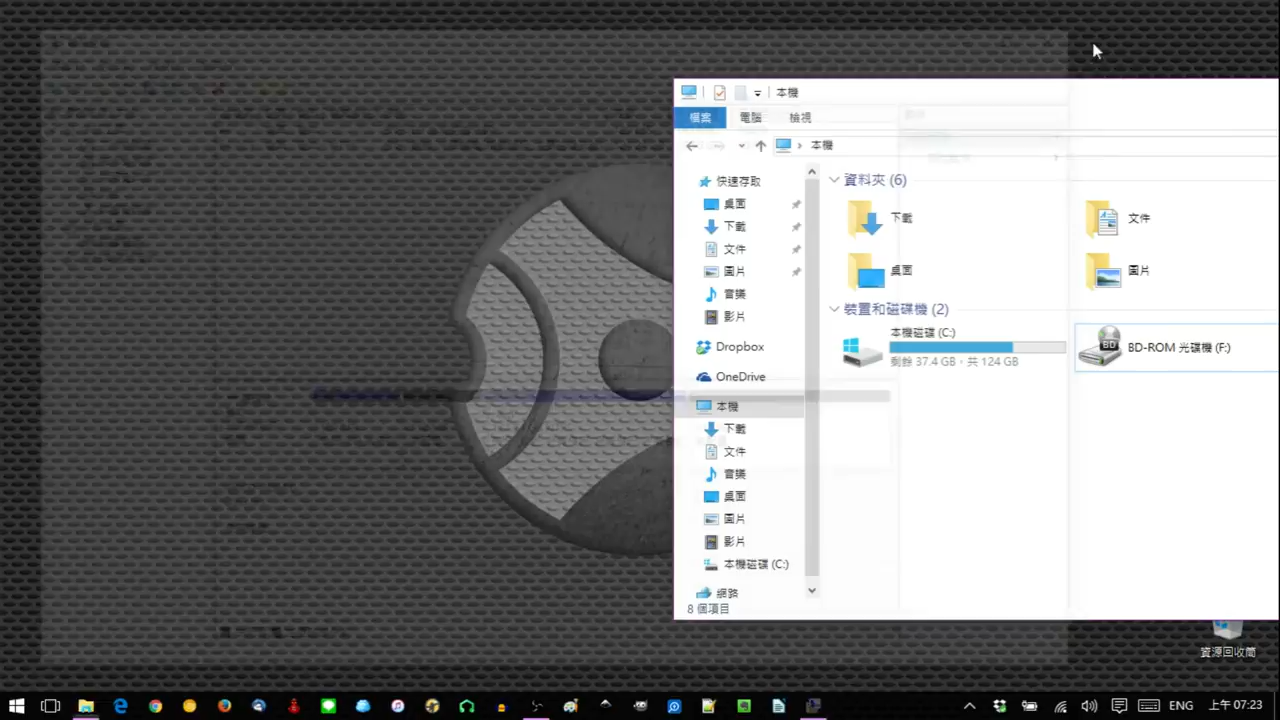 本機
檔案 電腦 檢視
本機
快速存取
桌面
下載
文件
圖片
音樂
影片
Dropbox
OneDrive
本機
下載
文件
音樂
桌面
圖片
影片
本機磁碟 (C:)
網路
8 個項目
資料夾 (6)
下載
文件
桌面
圖片
裝置和磁碟機 (2)
本機磁碟 (C:)
剩餘 37.4 GB，共 124 GB
BD
BD-ROM 光碟機 (F:)
資源回收筒
ENG 上午 07:23